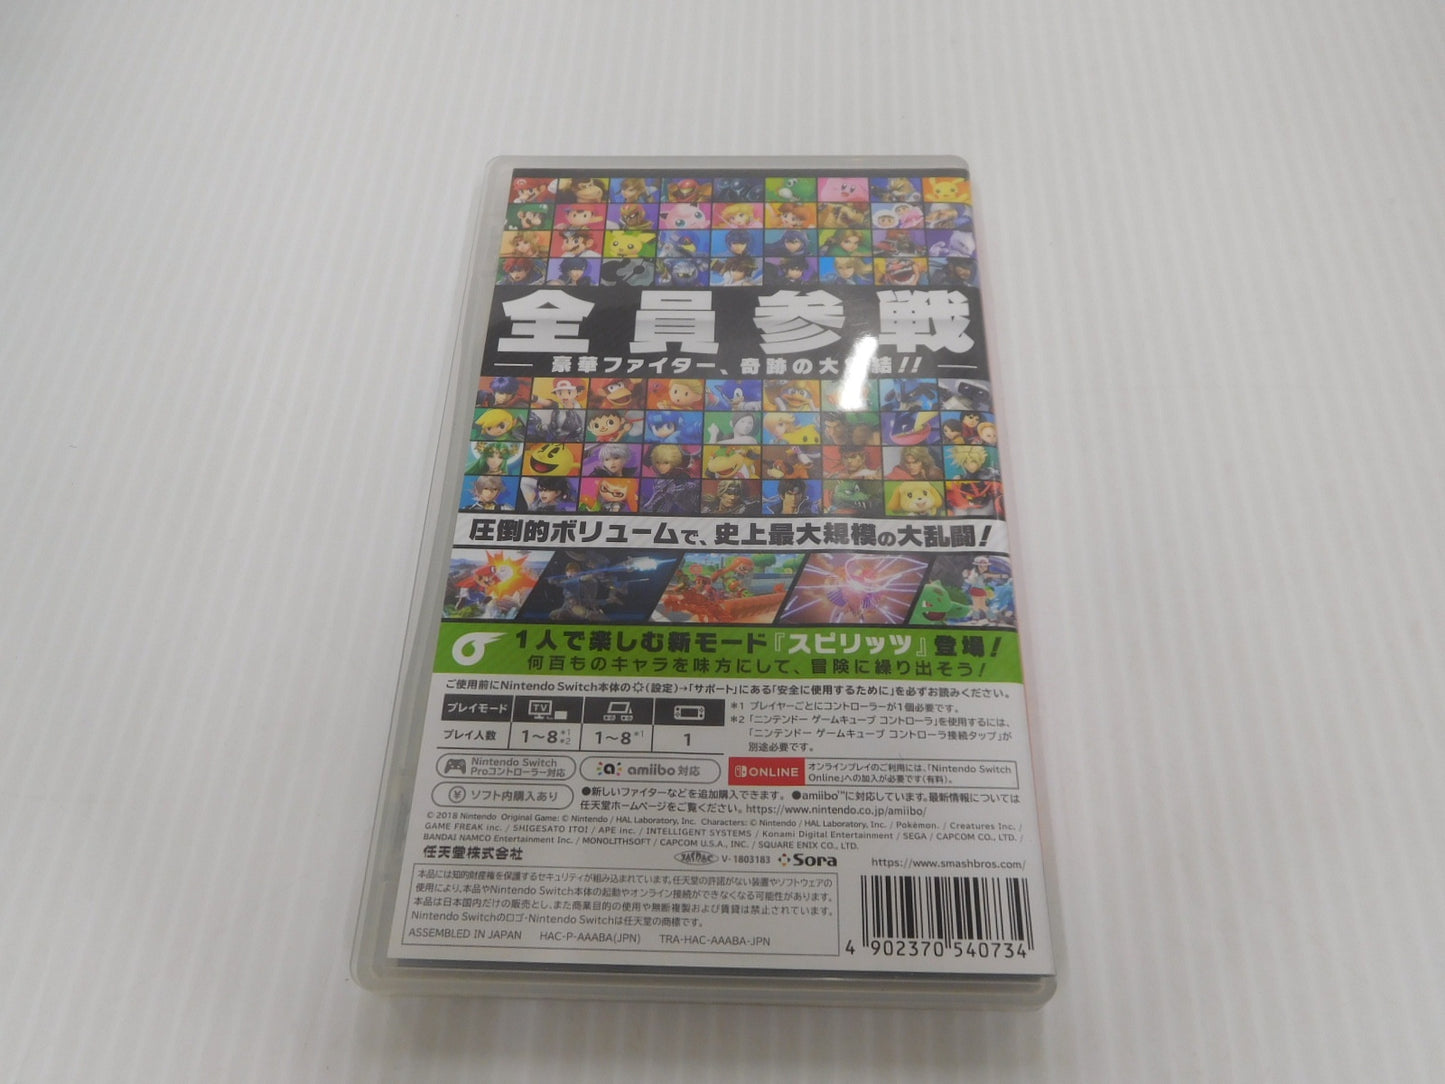 全員参戦
豪華ファイター、奇跡の大 結!!
圧倒的ボリュームで、史上最大規模の大乱闘!
1人で楽しむ新モード『スピリッツ』登場!
何百ものキャラを味方にして、冒険に繰り出そう!
ご使用前にNintendo Switch本体の(設定)→「サポート」にある「安全に使用するために」を必ずお読みください。
プレイモード TV
プレイ人数 1～8 *1 *2 1～8 *1 1
*1 プレイヤーごとにコントローラーが1個必要です。
*2 「ニンテンドー ゲームキューブ コントローラ」を使用するには、
「ニンテンドー ゲームキューブ コントローラ接続タップ」が
別途必要です。
Nintendo Switch
Proコントローラー対応
amiibo 対応
ONLINE
オンラインプレイのご利用には、「Nintendo Switch
Online」への加入が必要です(有料)。
¥ ソフト内購入あり
●新しいファイターなどを追加購入できます。 ●amiibo™に対応しています。最新情報については
任天堂ホームページをご覧ください。https://www.nintendo.co.jp/amiibo/
© 2018 Nintendo Original Game: © Nintendo / HAL Laboratory, Inc. Characters: © Nintendo / HAL Laboratory, Inc. / Pokémon. / Creatures Inc. /
GAME FREAK inc. / SHIGESATO ITOI / APE inc. / INTELLIGENT SYSTEMS / Konami Digital Entertainment / SEGA / CAPCOM CO., LTD. /
BANDAI NAMCO Entertainment Inc. / MONOLITHSOFT / CAPCOM U.S.A., INC. / SQUARE ENIX CO., LTD.
任天堂株式会社
JASRAC V-1803183 Sora
https://www.smashbros.com/
本品には知的財産権を保護するセキュリティが組み込まれています。任天堂の許諾がない装置やソフトウェアの
使用により、本品やNintendo Switch本体の起動やオンライン接続ができなくなる可能性があります。
本品は日本国内だけの販売とし、また商業目的の使用や無断複製および賃貸は禁止されています。
Nintendo Switchのロゴ・Nintendo Switchは任天堂の商標です。
ASSEMBLED IN JAPAN HAC-P-AAABA(JPN) TRA-HAC-AAABA-JPN
4 902370 540734